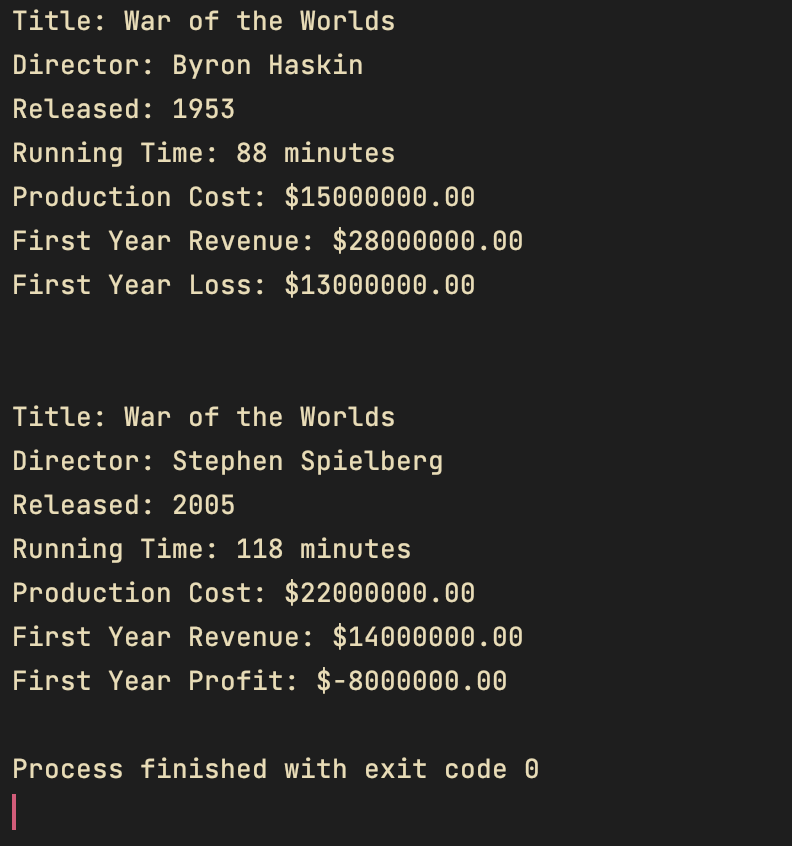 Title: War of the Worlds
Director: Byron Haskin
Released: 1953
Running Time: 88 minutes
Production Cost: $15000000.00
First Year Revenue: $28000000.00
First Year Loss: $13000000.00
Title: War of the Worlds
Director: Stephen Spielberg
Released: 2005
Running Time: 118 minutes
Production Cost: $22000000.00
First Year Revenue: $14000000.00
First Year Profit: $-8000000.00
Process finished with exit code 0